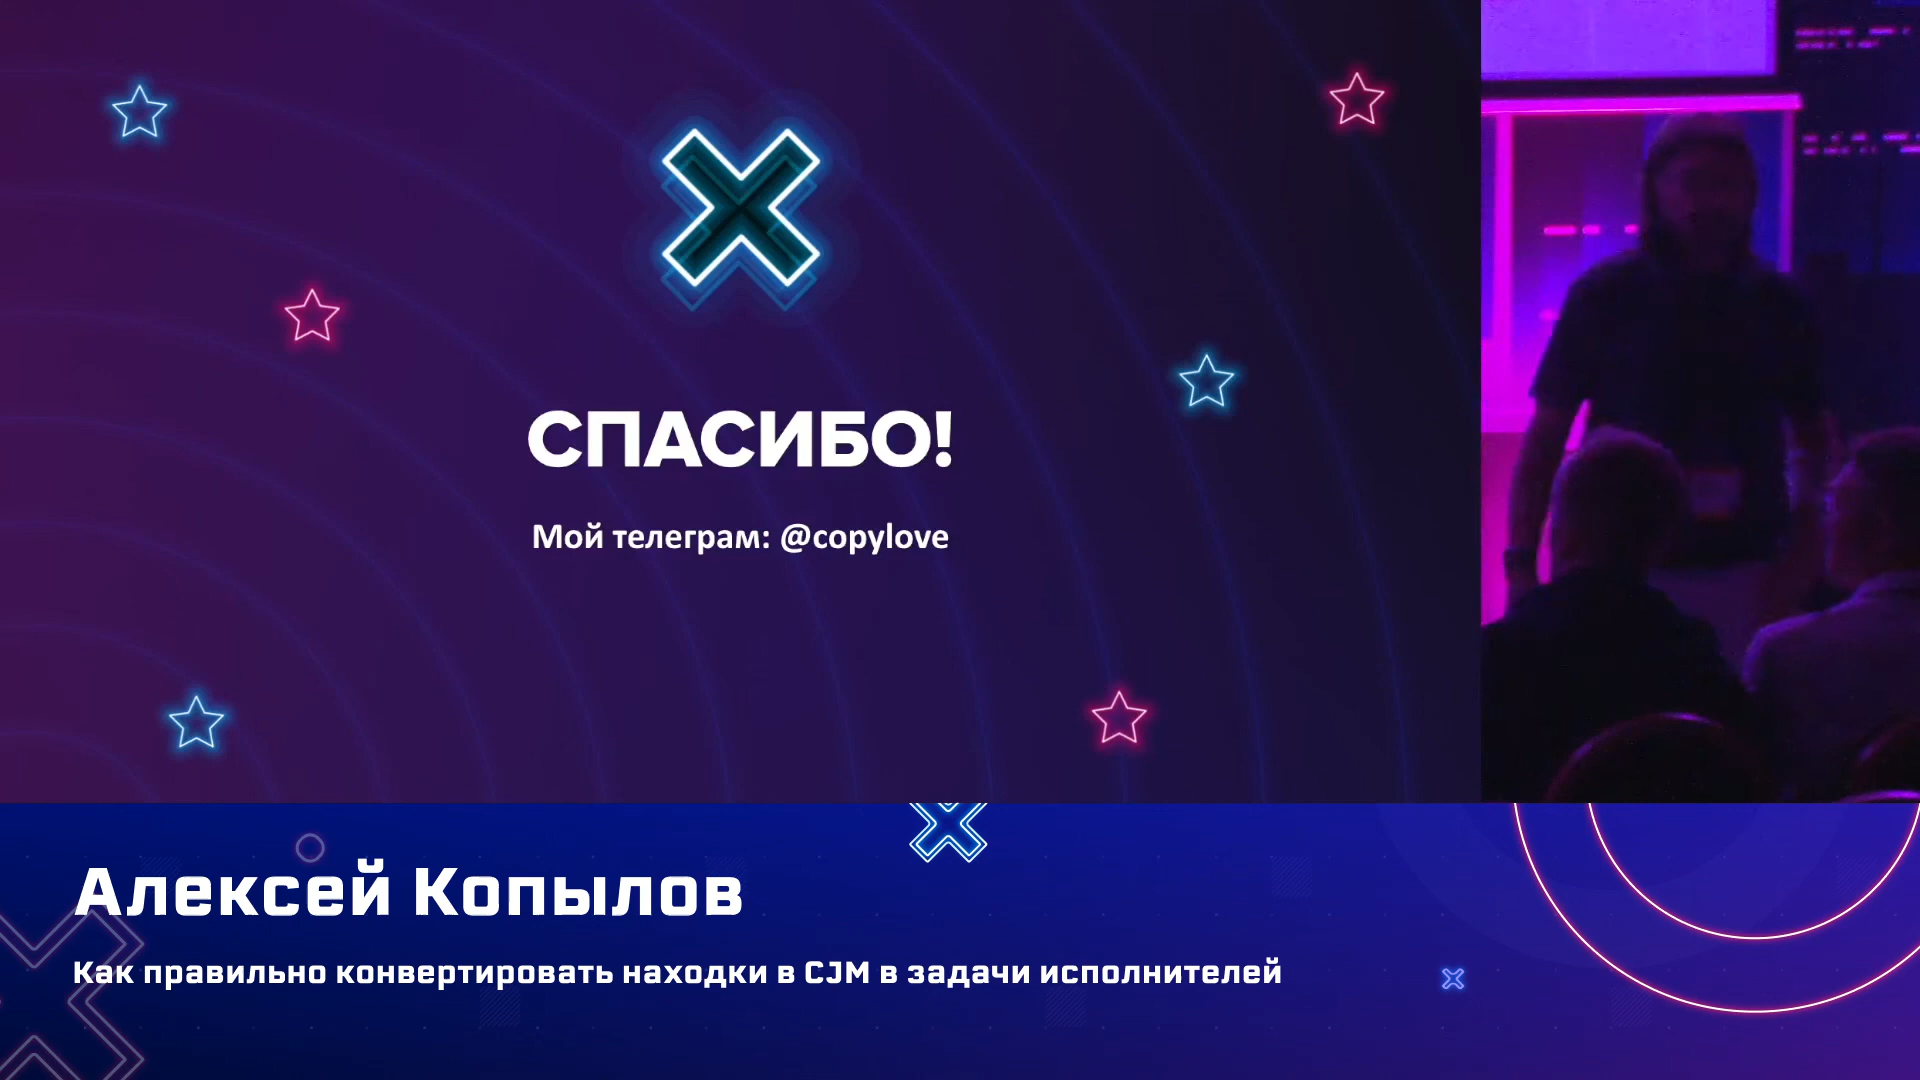 СПАСИБО!
Мой телеграм: @copylove
Алексей Копылов
Как правильно конвертировать находки в CJM в задачи исполнителей